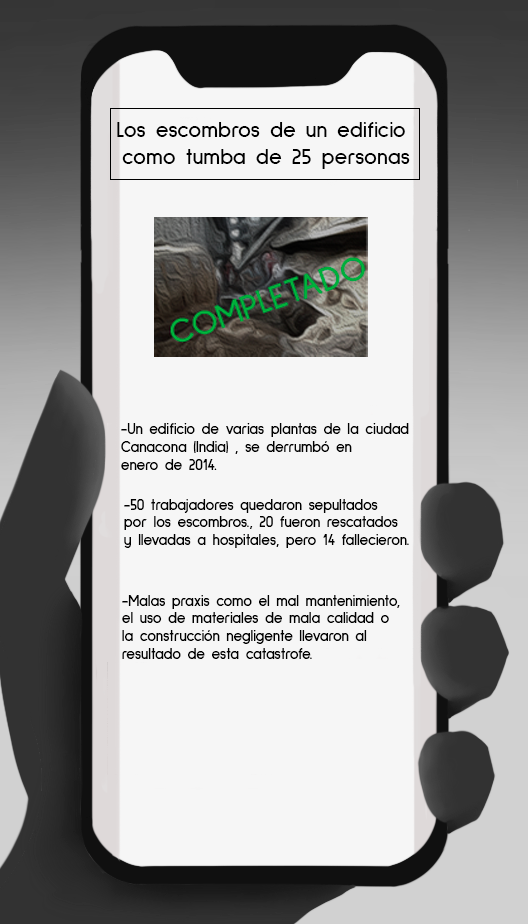 Los escombros de un edificio
como tumba de 25 personas
COMPLETADO
-Un edificio de varias plantas de la ciudad
Canacona (India) , se derrumbó en
enero de 2014.
-50 trabajadores quedaron sepultados
por los escombros., 20 fueron rescatados
y llevadas a hospitales, pero 14 fallecieron.
-Malas praxis como el mal mantenimiento,
el uso de materiales de mala calidad o
la construcción negligente llevaron al
resultado de esta catastrofe.